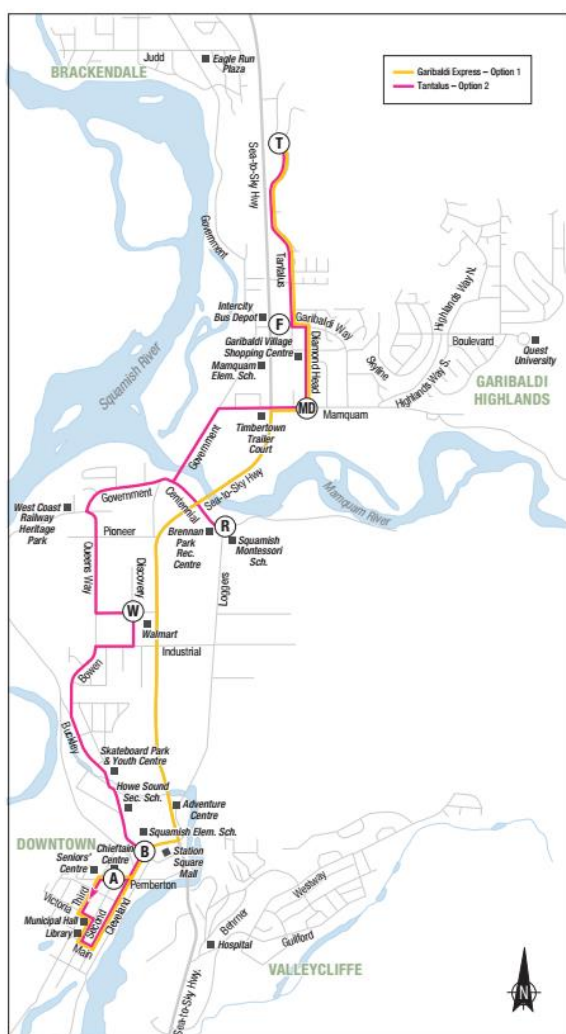 Judd
Eagle Run
Plaza
BRACKENDALE
Garibaldi Express – Option 1
Tantalus – Option 2
T
Sea-to-Sky Hwy
Government
Tantalus
Highlands Way N.
Intercity
Bus Depot
F
Garibaldi Way
Boulevard
Garibaldi Village
Shopping Centre
Diamond Head
Skyline
Quest
University
Mamquam
Elem. Sch.
Highlands Way S.
GARIBALDI
HIGHLANDS
Squamish River
MD
Mamquam
Timbertown
Trailer
Court
Government
Sea-to-Sky Hwy
Mamquam River
Government
Centennial
West Coast
Railway
Heritage
Park
Pioneer
Brennan
Park
Rec.
Centre
R
Squamish
Montessori
Sch.
Queens Way
Discovery
Loggers
W
Walmart
Industrial
Bowen
Buckley
Skateboard Park
& Youth Centre
Howe Sound
Sec. Sch.
Adventure
Centre
Squamish Elem. Sch.
DOWNTOWN
B
Chieftain
Centre
Station
Square
Mall
Seniors'
Centre
A
Pemberton
Victoria
Third
Second
Cleveland
Municipal Hall
Library
Main
Westway
Behrner
Guilford
Hospital
VALLEYCLIFFE
Sea-to-Sky Hwy.
N